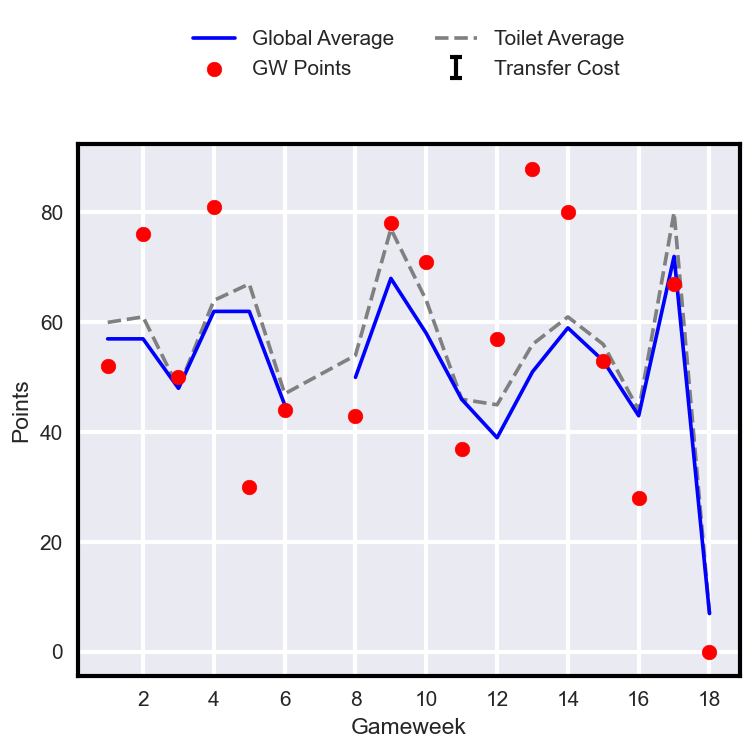 Global Average
Toilet Average
GW Points
Transfer Cost
80
60
40
20
0
Points
2 4 6 8 10 12 14 16 18
Gameweek